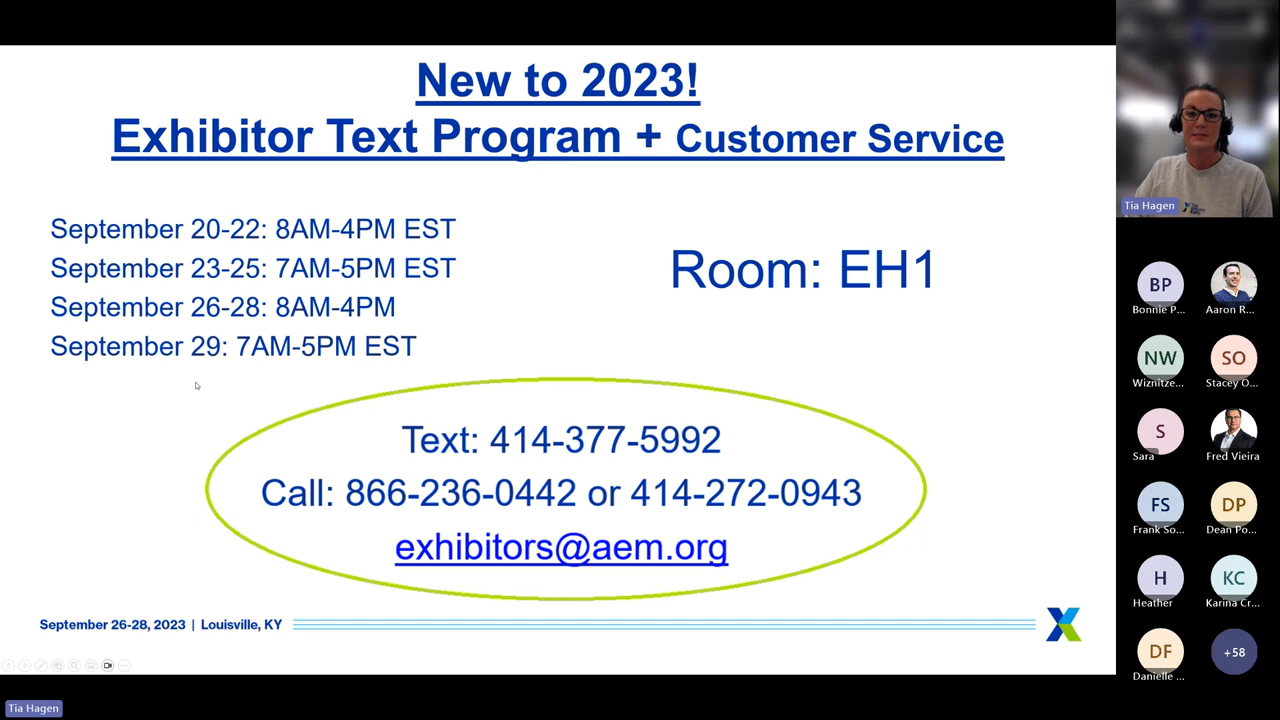 New to 2023!
Exhibitor Text Program + Customer Service
September 20-22: 8AM-4PM EST
September 23-25: 7AM-5PM EST
September 26-28: 8AM-4PM
September 29: 7AM-5PM EST
Room: EH1
Text: 414-377-5992
Call: 866-236-0442 or 414-272-0943
exhibitors@aem.org
September 26-28, 2023 | Louisville, KY
Tia Hagen
BP
Bonnie P...
Aaron R...
NW
Wiznitze...
SO
Stacey O...
S
Sara
Fred Vieira
FS
Frank So...
DP
Dean Po...
H
Heather
KC
Karina Cr...
DF
Danielle ...
+58
Tia Hagen